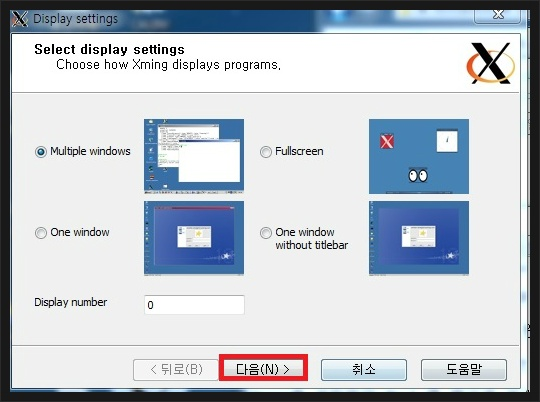 Display settings
Select display settings
Choose how Xming displays programs.
Multiple windows
Fullscreen
One window
One window
without titlebar
Display number
0
< 뒤로(B)
다음(N) >
취소
도움말